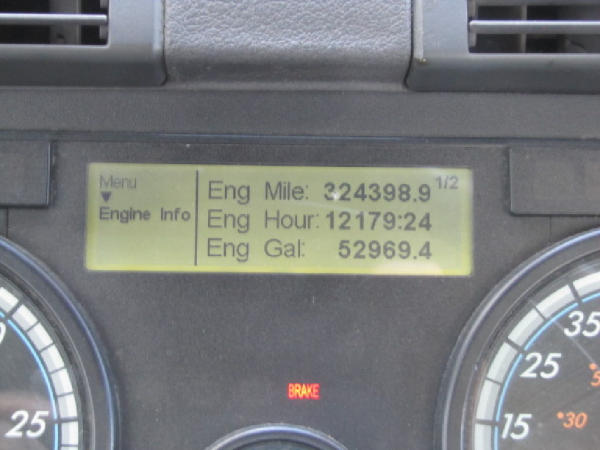 Menu
▼
Engine Info
1/2
Eng Mile: 324398.9
Eng Hour: 12179:24
Eng Gal: 52969.4
BRAKE
25
35
25
15
30